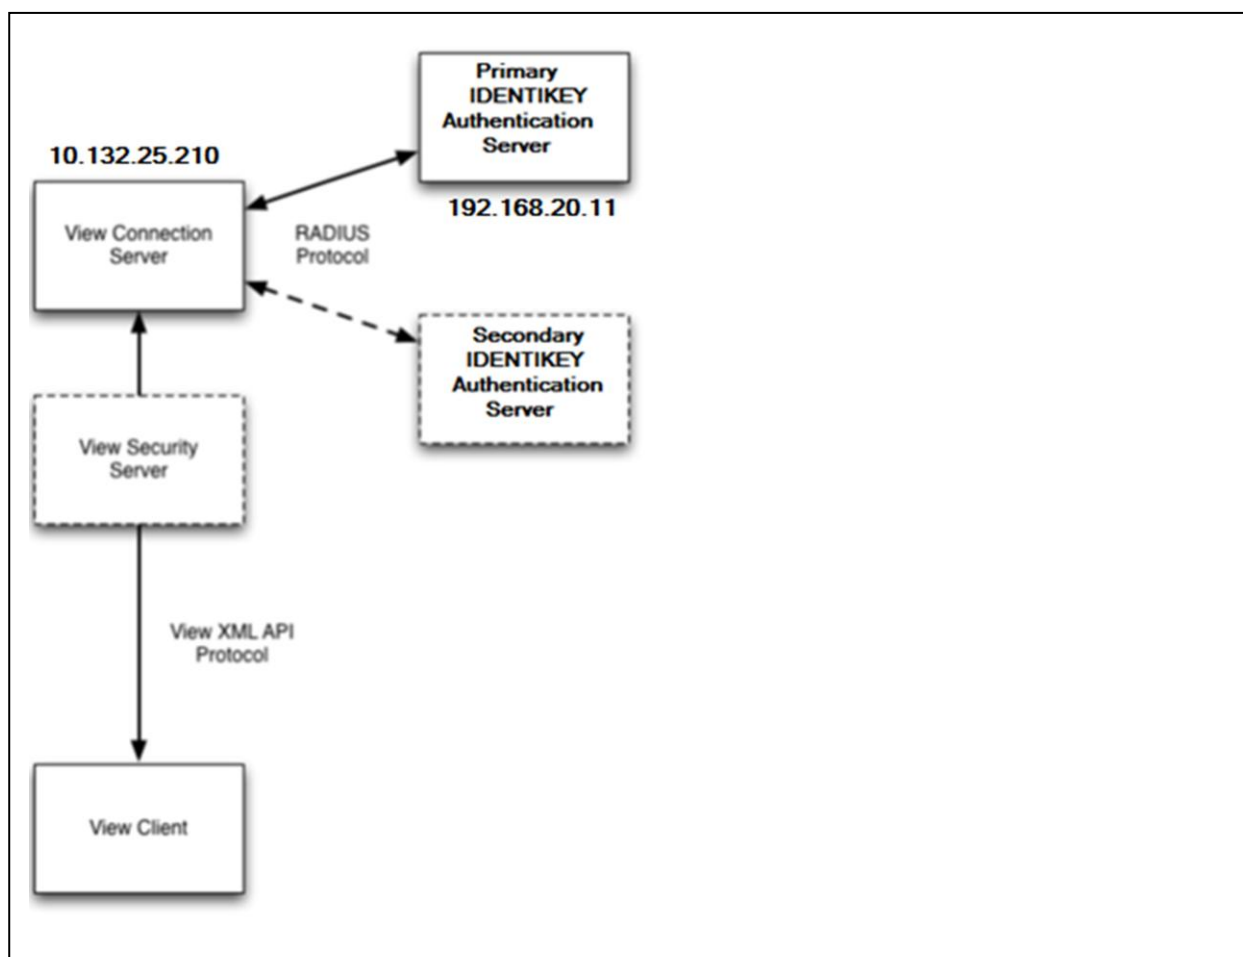 Primary
IDENTIKEY
Authentication
Server
10.132.25.210
192.168.20.11
View Connection
Server
RADIUS
Protocol
Secondary
IDENTIKEY
Authentication
Server
View Security
Server
View XML API
Protocol
View Client